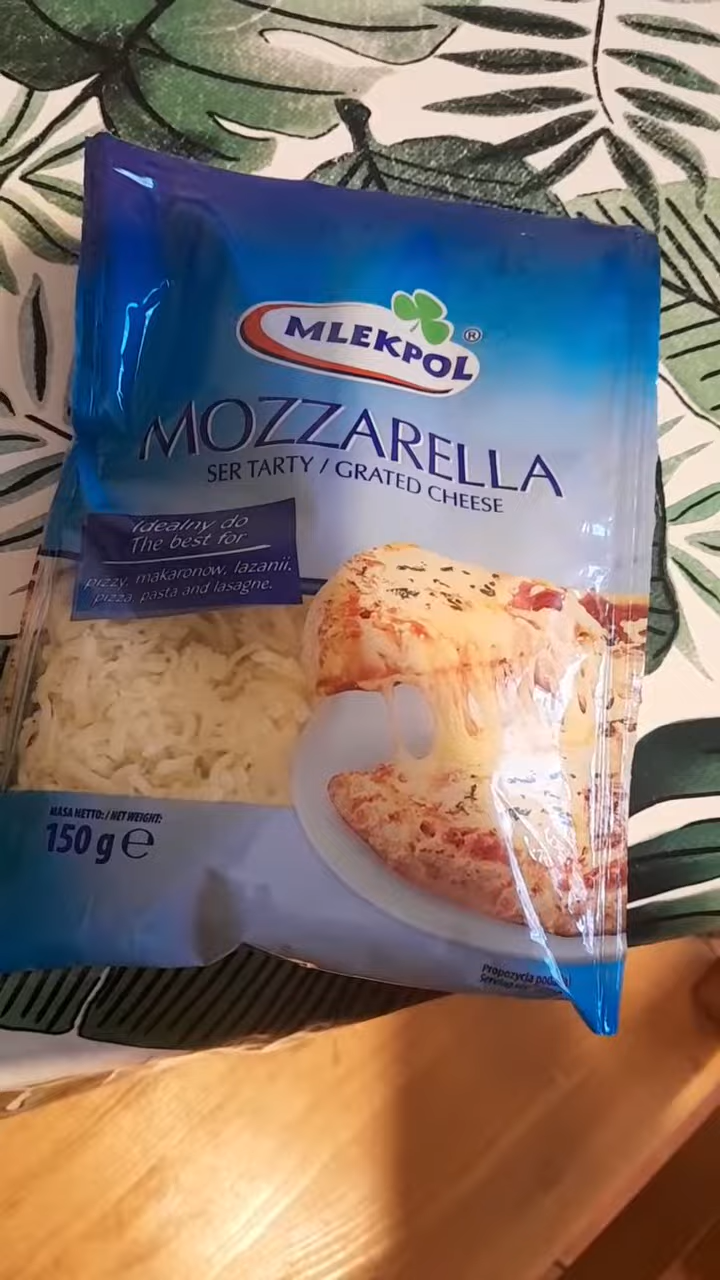 MLEKPOL®
MOZZARELLA
SER TARTY / GRATED CHEESE
Idealny do
The best for
pizzy, makaronów, lazanii.
pizza, pasta and lasagne.
MASA NETTO: / NET WEIGHT:
150 g ℮
Propozycja